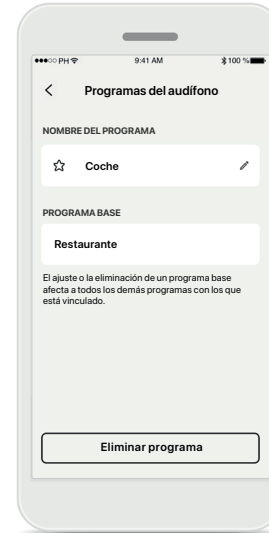 PH 9:41 AM 100 %
Programas del audífono
NOMBRE DEL PROGRAMA
Coche
PROGRAMA BASE
Restaurante
El ajuste o la eliminación de un programa base
afecta a todos los demás programas con los que
está vinculado.
Eliminar programa